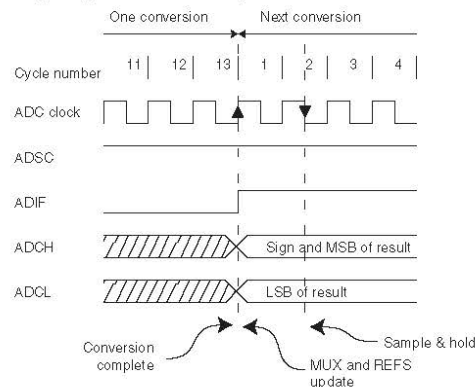 One conversion Next conversion
Cycle number 11 12 13 1 2 3 4
ADC clock
ADSC
ADIF
ADCH Sign and MSB of result
ADCL LSB of result
Conversion
complete
MUX and REFS
update
Sample & hold